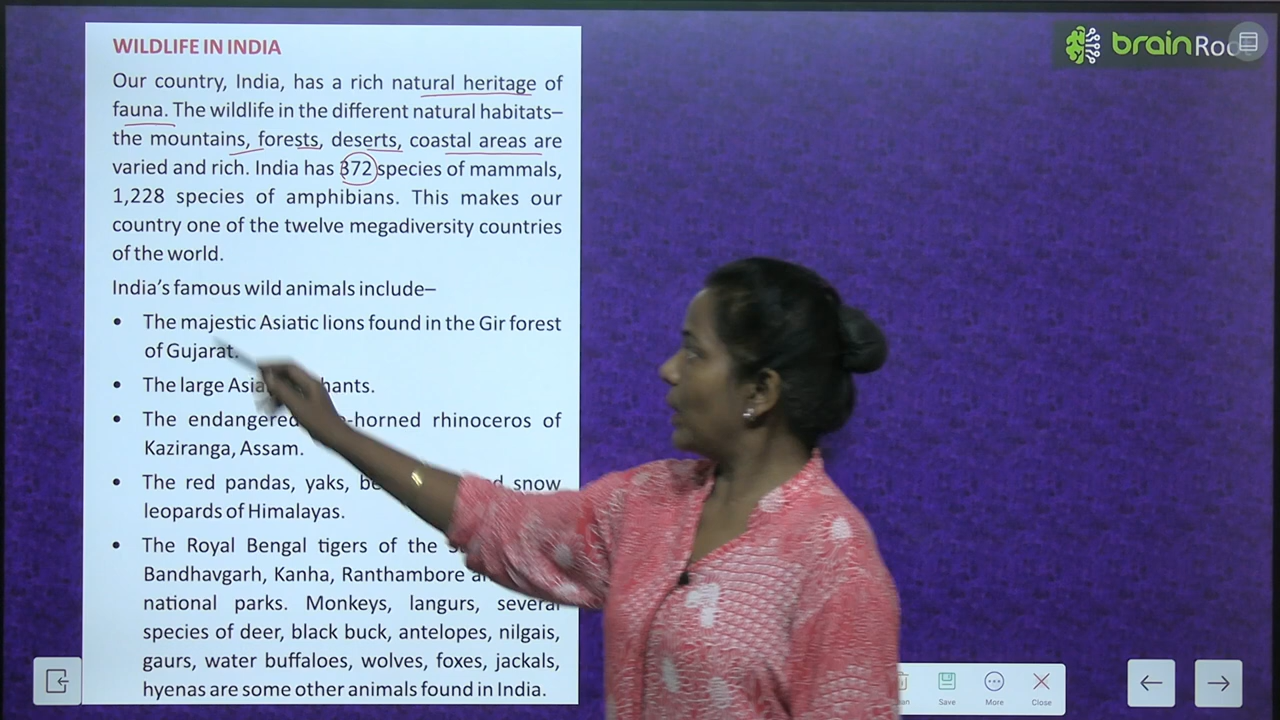 WILDLIFE IN INDIA
Our country, India, has a rich natural heritage of
fauna. The wildlife in the different natural habitats–
the mountains, forests, deserts, coastal areas are
varied and rich. India has 372 species of mammals,
1,228 species of amphibians. This makes our
country one of the twelve megadiversity countries
of the world.
India's famous wild animals include–
• The majestic Asiatic lions found in the Gir forest
of Gujarat.
• The large
• The endangered -horned rhinoceros of
Kaziranga, Assam.
• The red pandas, yaks, snow
leopards of Himalayas.
• The Royal Bengal tigers of the
Bandhavgarh, Kanha, Ranthambore
national parks. Monkeys, langurs, several
species of deer, black buck, antelopes, nilgais,
gaurs, water buffaloes, wolves, foxes, jackals,
hyenas are some other animals found in India.
brain
Save
More
Close